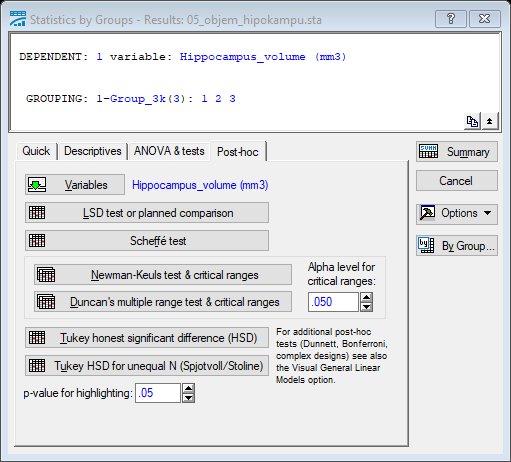 Statistics by Groups - Results: 05_objem_hipokampu.sta
DEPENDENT: 1 variable: Hippocampus_volume (mm3)
GROUPING: 1-Group_3k(3): 1 2 3
Quick Descriptives ANOVA & tests Post-hoc
Variables Hippocampus_volume (mm3)
LSD test or planned comparison
Scheffé test
Newman-Keuls test & critical ranges
Duncan's multiple range test & critical ranges
Alpha level for
critical ranges:
.050
Tukey honest significant difference (HSD)
Tukey HSD for unequal N (Spjotvoll/Stoline)
For additional post-hoc
tests (Dunnett, Bonferroni,
complex designs) see also
the Visual General Linear
Models option.
p-value for highlighting: .05
Summary
Cancel
Options
By Group...